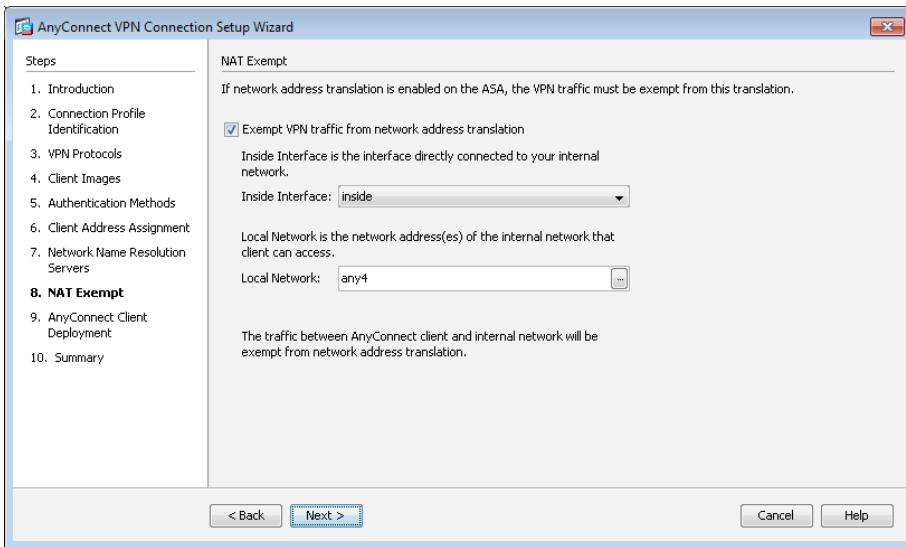 AnyConnect VPN Connection Setup Wizard
Steps
1. Introduction
2. Connection Profile
Identification
3. VPN Protocols
4. Client Images
5. Authentication Methods
6. Client Address Assignment
7. Network Name Resolution
Servers
8. NAT Exempt
9. AnyConnect Client
Deployment
10. Summary
NAT Exempt
If network address translation is enabled on the ASA, the VPN traffic must be exempt from this translation.
Exempt VPN traffic from network address translation
Inside Interface is the interface directly connected to your internal
network.
Inside Interface: inside
Local Network is the network address(es) of the internal network that
client can access.
Local Network: any4
...
The traffic between AnyConnect client and internal network will be
exempt from network address translation.
< Back
Next >
Cancel
Help